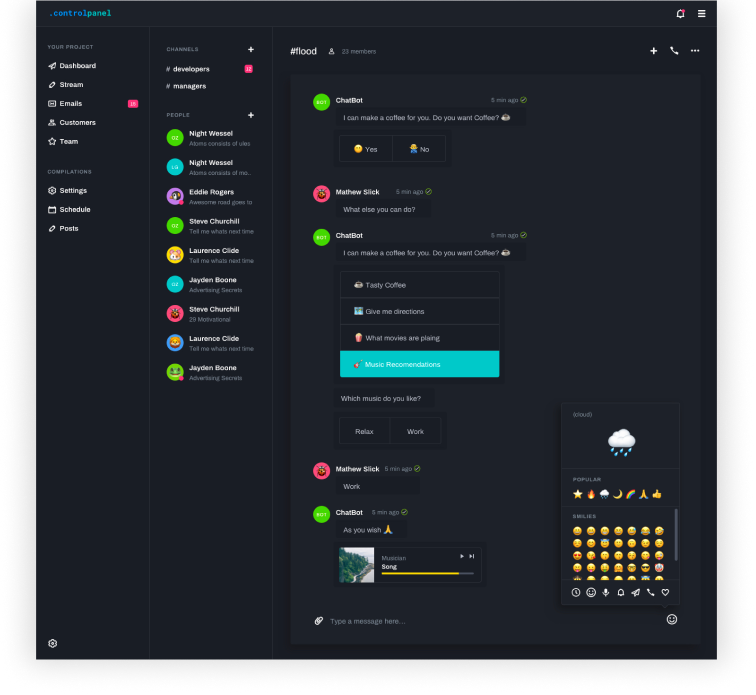 .controlpanel
YOUR PROJECT
Dashboard
Stream
Emails
Customers
Team
COMPILATIONS
Settings
Schedule
Posts
CHANNELS
# developers
# managers
PEOPLE
OZ
Night Wessel
Atoms consists of uies
LG
Night Wessel
Atoms consists of mo..
Eddie Rogers
Awesome road goes to
OZ
Steve Churchill
Tell me whats next time
Laurence Clide
Tell me whats next time
OZ
Jayden Boone
Advertising Secrets
Steve Churchill
29 Motivational
Laurence Clide
Tell me whats next time
Jayden Boone
Advertising Secrets
#flood
23 members
BOT
ChatBot
5 min ago
I can make a coffee for you. Do you want Coffee?
Yes
No
Mathew Slick
5 min ago
What else you can do?
BOT
ChatBot
5 min ago
I can make a coffee for you. Do you want Coffee?
Tasty Coffee
Give me directions
What movies are plaing
Music Recomendations
Which music do you like?
Relax
Work
Mathew Slick
5 min ago
Work
BOT
ChatBot
5 min ago
As you wish
Musician
Song
Type a message here...
(cloud)
POPULAR
SMILIES